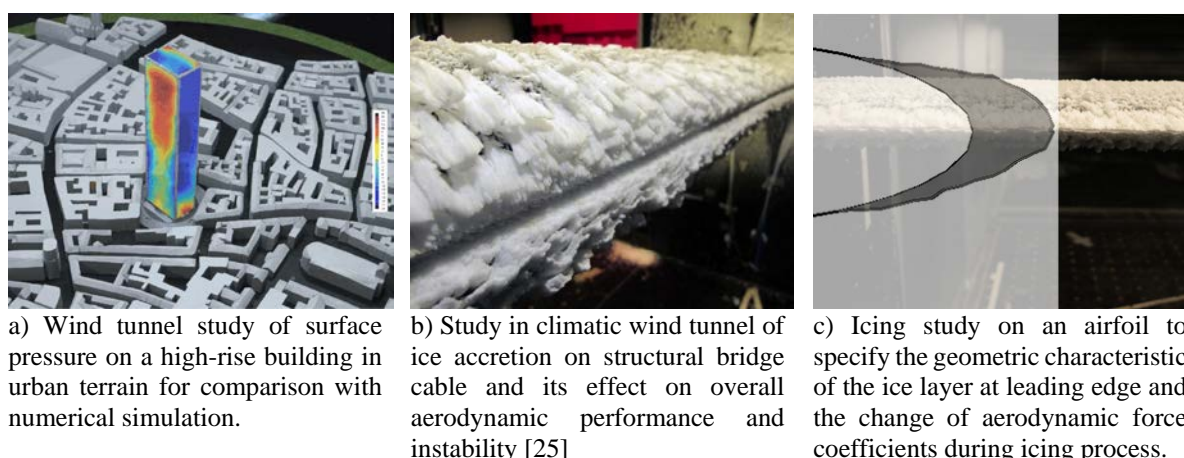 a) Wind tunnel study of surface
pressure on a high-rise building in
urban terrain for comparison with
numerical simulation.
b) Study in climatic wind tunnel of
ice accretion on structural bridge
cable and its effect on overall
aerodynamic performance and
instability [25]
c) Icing study on an airfoil to
specify the geometric characteristic
of the ice layer at leading edge and
the change of aerodynamic force
coefficients during icing process.